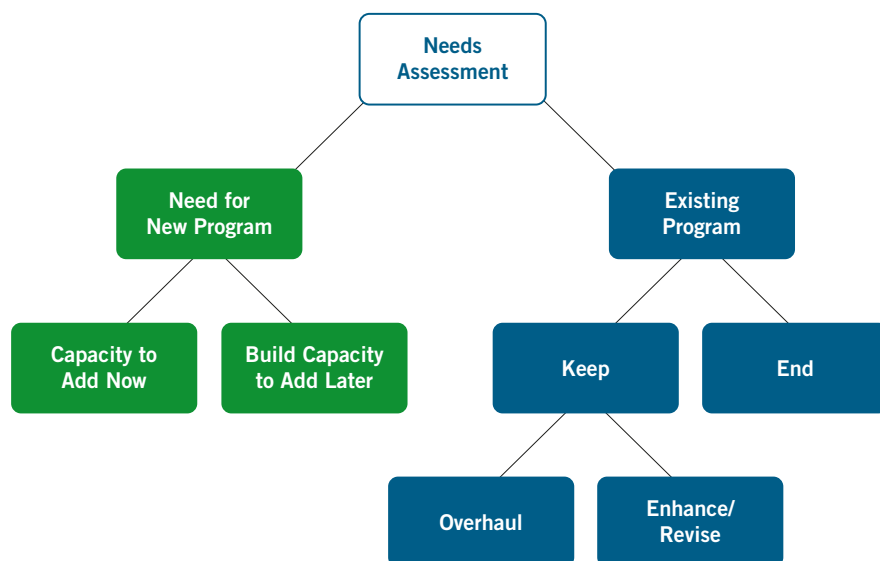 Needs
Assessment
Need for
New Program
Existing
Program
Capacity to
Add Now
Build Capacity
to Add Later
Keep
End
Overhaul
Enhance/
Revise